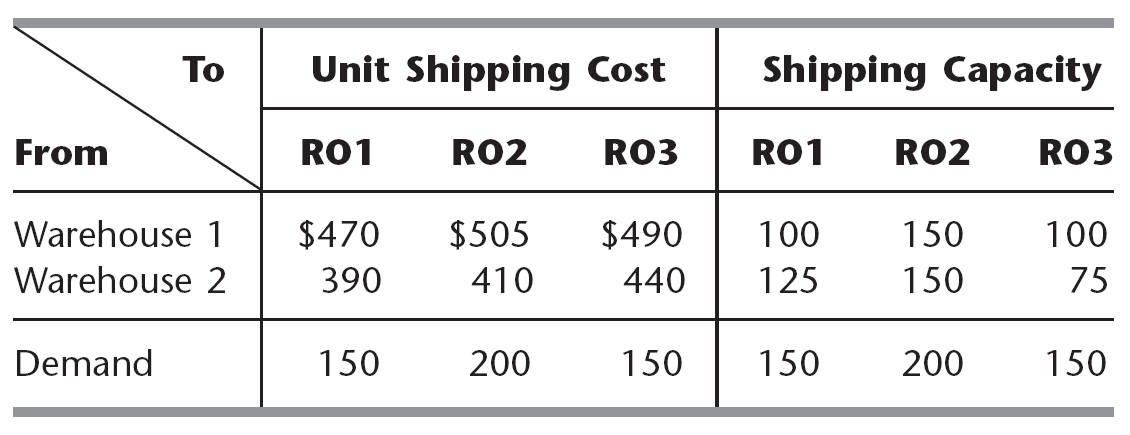 To Unit Shipping Cost Shipping Capacity
From RO1 RO2 RO3 RO1 RO2 RO3
Warehouse 1 $470 $505 $490 100 150 100
Warehouse 2 390 410 440 125 150 75
Demand 150 200 150 150 200 150